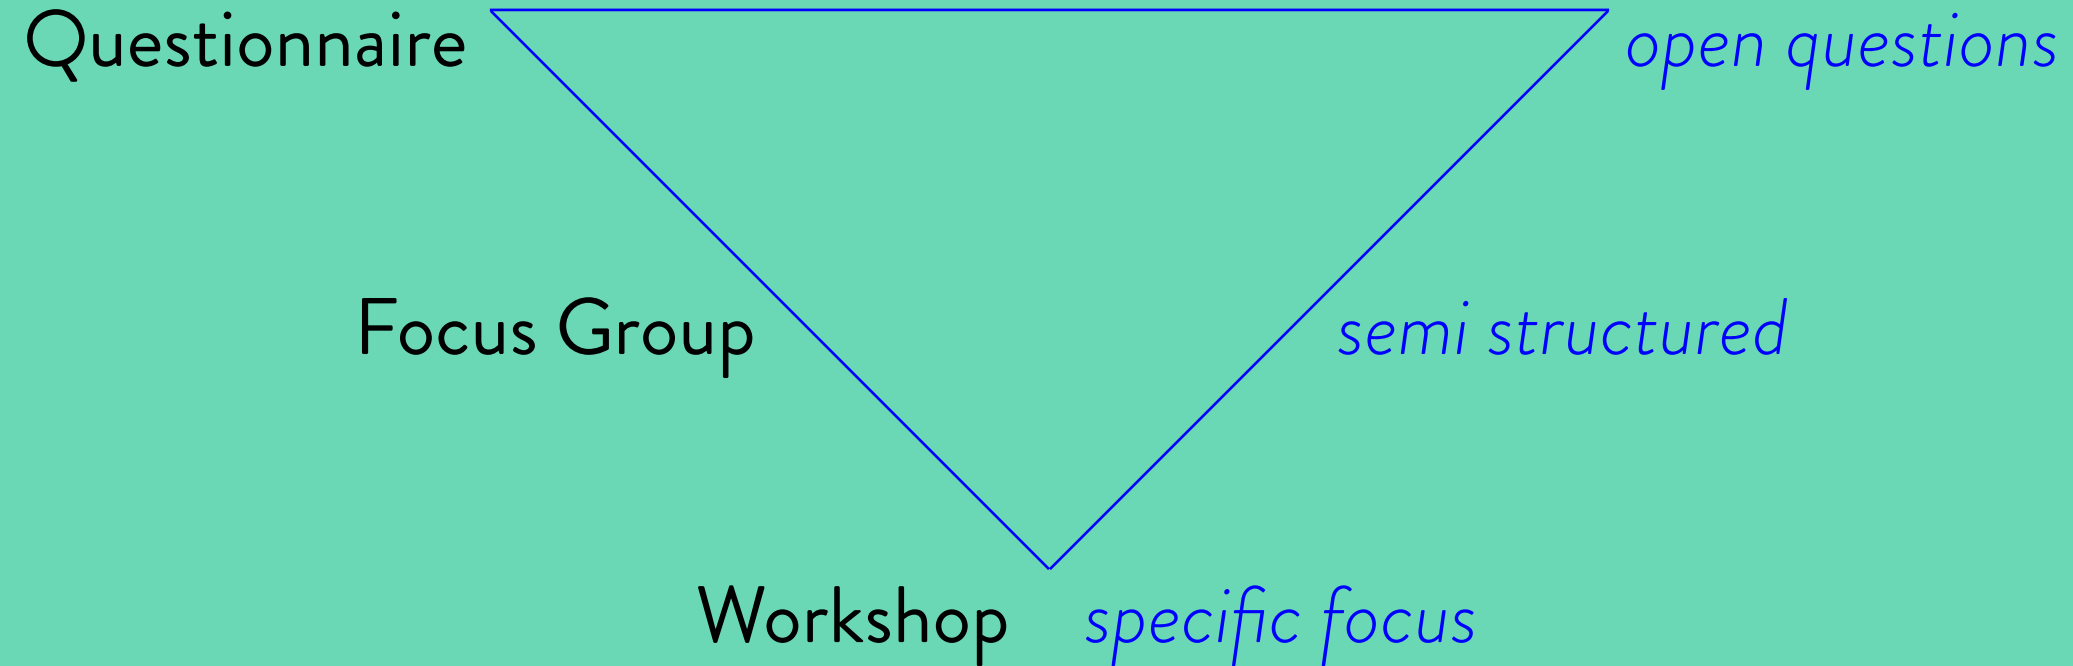 Questionnaire open questions
Focus Group semi structured
Workshop specific focus